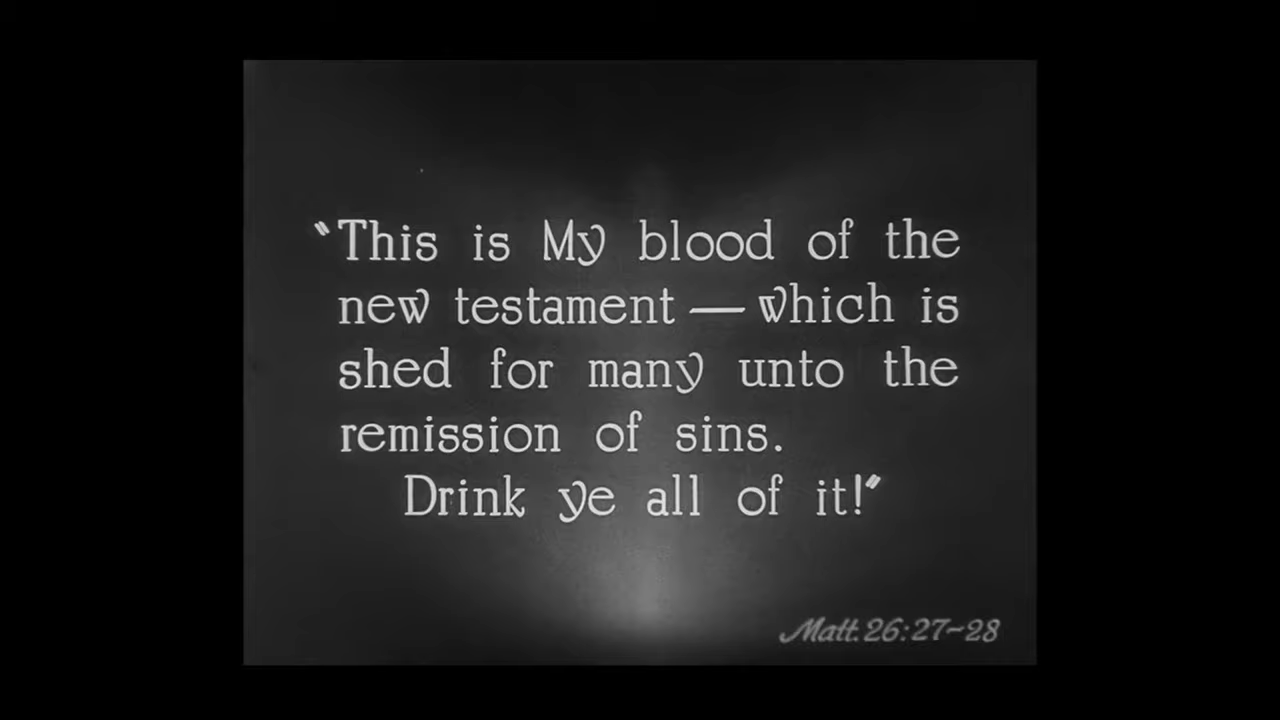 "This is My blood of the
new testament — which is
shed for many unto the
remission of sins.
Drink ye all of it!"
Matt. 26:27-28